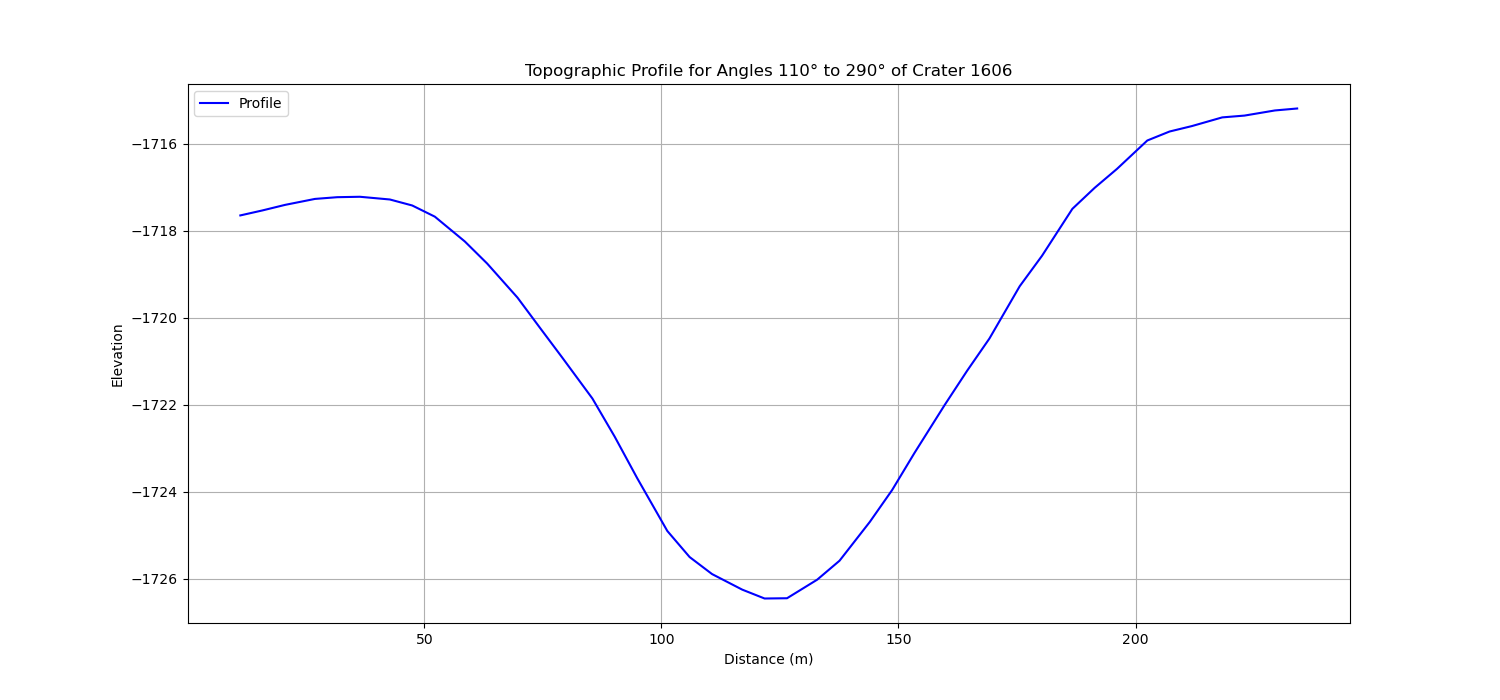 Topographic Profile for Angles 110° to 290° of Crater 1606
Profile
−1716
−1718
−1720
−1722
−1724
−1726
Elevation
50
100
150
200
Distance (m)